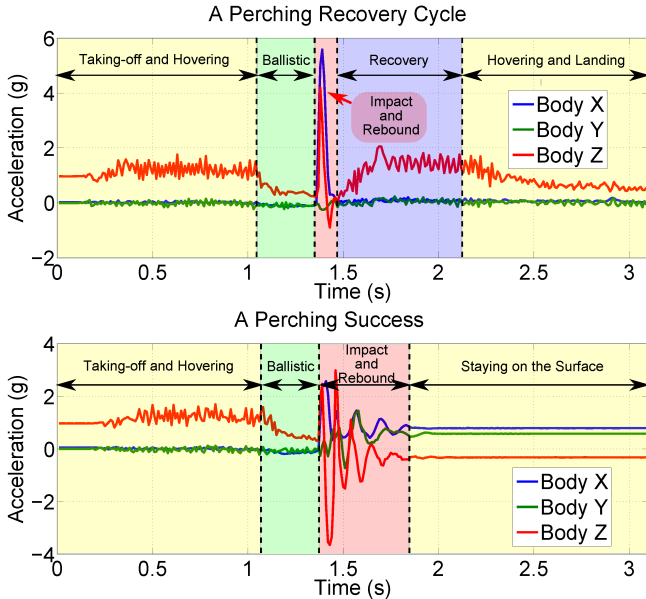 A Perching Recovery Cycle
Acceleration (g)
6
4
2
0
−2
Taking-off and Hovering
Ballistic
Recovery
Hovering and Landing
Impact
and
Rebound
Body X
Body Y
Body Z
0 0.5 1 1.5 2 2.5 3
Time (s)
A Perching Success
Acceleration (g)
4
2
0
−2
−4
Taking-off and Hovering
Ballistic
Impact
and
Rebound
Staying on the Surface
Body X
Body Y
Body Z
0 0.5 1 1.5 2 2.5 3
Time (s)